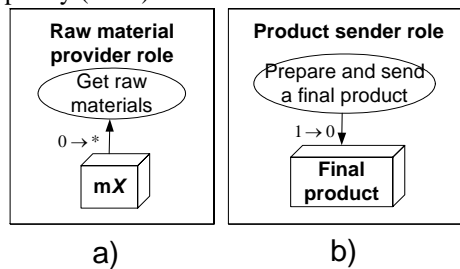 Raw material
provider role
Get raw
materials
0 → *
mX
a)
Product sender role
Prepare and send
a final product
1 → 0
Final
product
b)